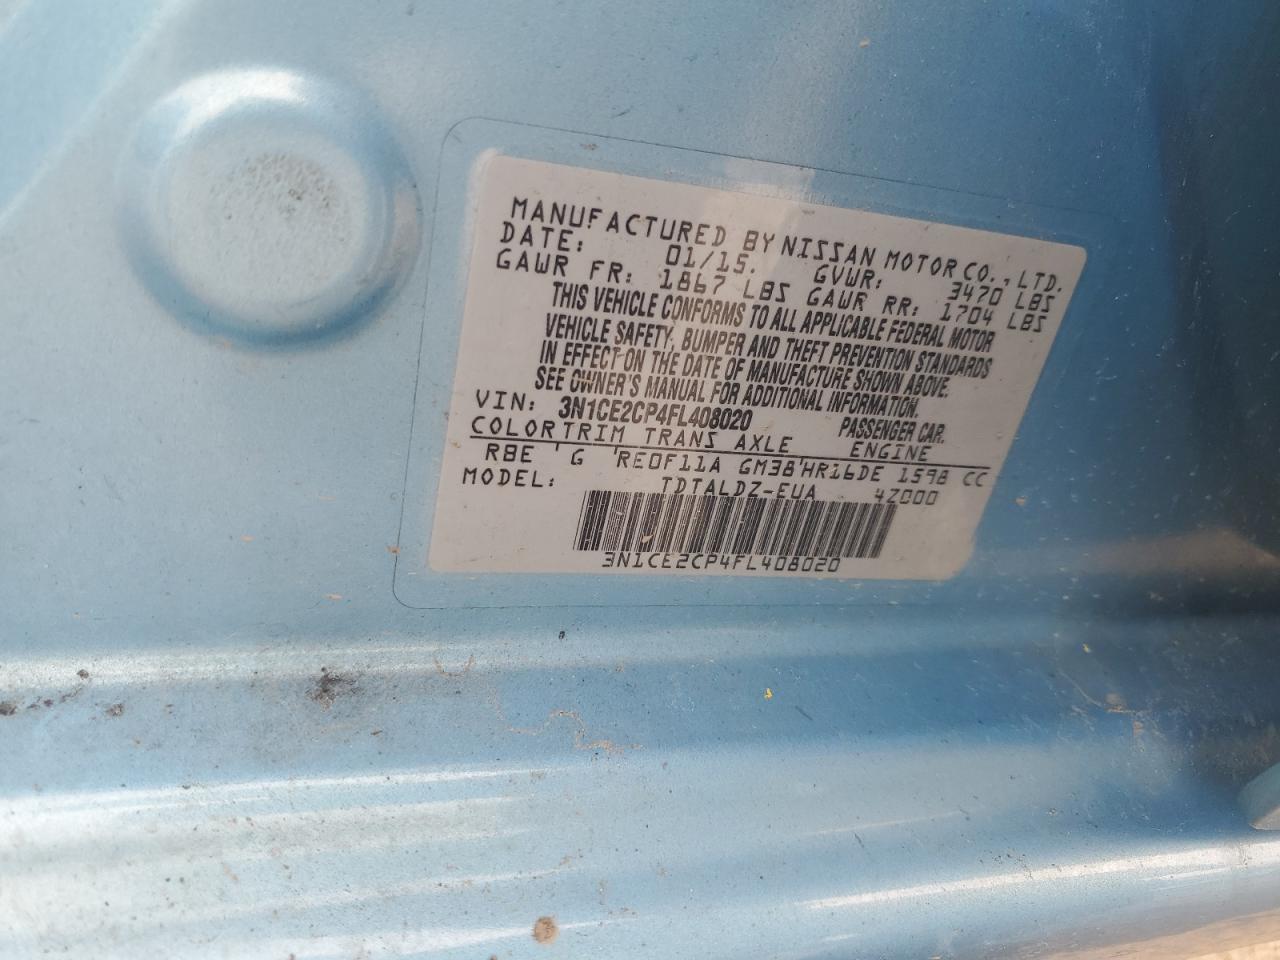 MANUFACTURED BY NISSAN MOTOR CO., LTD.
DATE: 01/15. GVWR: 3470 LBS
GAWR FR: 1867 LBS GAWR RR: 1704 LBS
THIS VEHICLE CONFORMS TO ALL APPLICABLE FEDERAL MOTOR
VEHICLE SAFETY, BUMPER AND THEFT PREVENTION STANDARDS
IN EFFECT ON THE DATE OF MANUFACTURE SHOWN ABOVE.
SEE OWNER'S MANUAL FOR ADDITIONAL INFORMATION.
VIN: 3N1CE2CP4FL408020 PASSENGER CAR.
COLOR TRIM TRANS AXLE ENGINE
RBE G RE0F11A GM38 HR16DE 1598 CC
MODEL: TDTALDZ-EUA 4Z000
3N1CE2CP4FL408020